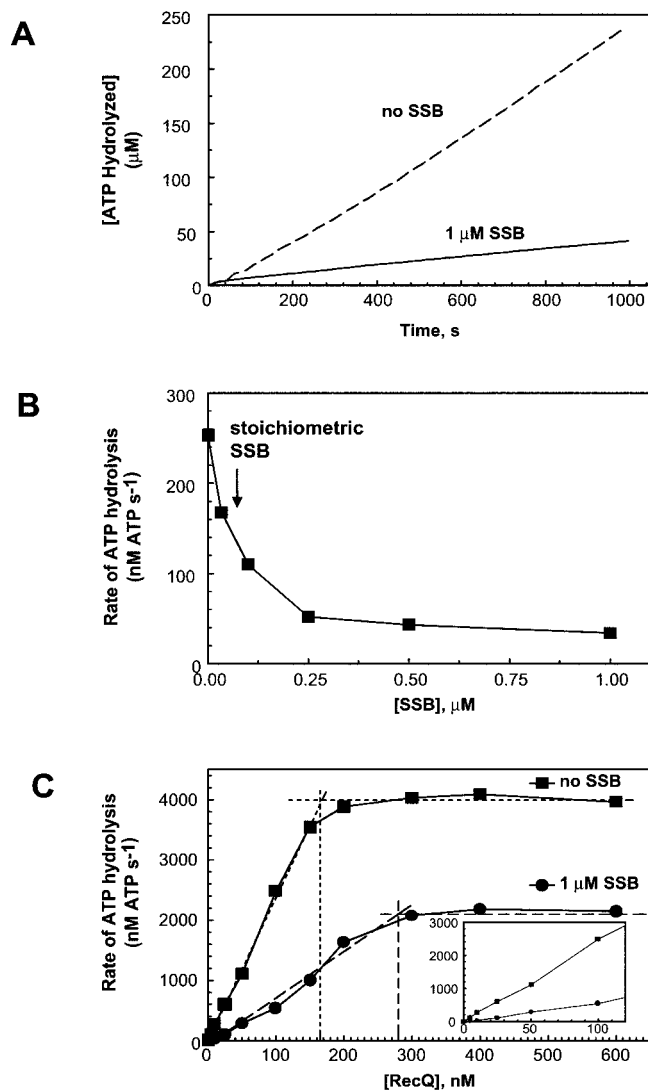 A
[ATP Hydrolyzed]
(μM)
250
200
150
100
50
0
no SSB
1 μM SSB
0
200
400
600
800
1000
Time, s
B
Rate of ATP hydrolysis
(nM ATP s-1)
300
200
100
0
stoichiometric
SSB
0.00
0.25
0.50
0.75
1.00
[SSB], μM
C
Rate of ATP hydrolysis
(nM ATP s-1)
4000
3000
2000
1000
0
no SSB
1 μM SSB
3000
2000
1000
0
0
50
100
0
100
200
300
400
500
600
[RecQ], nM